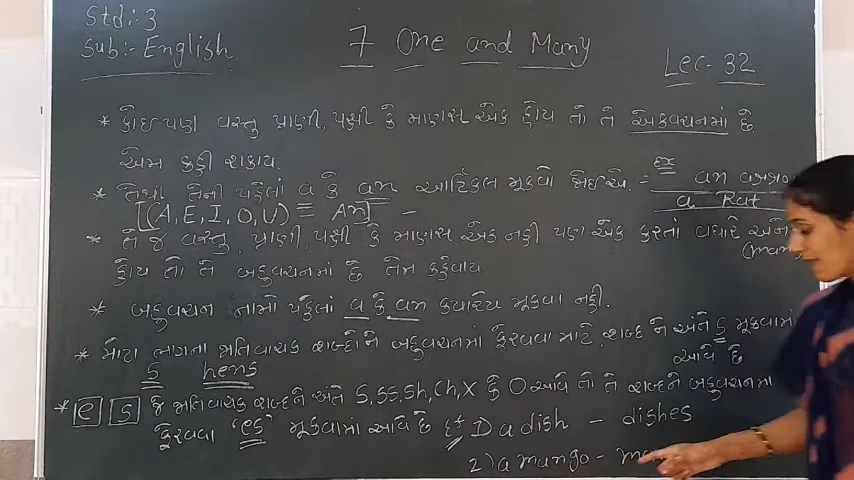 Std:- 3
Sub:- English
7 One and Many
Lec- 32
* કોઈપણ વસ્તુ, પ્રાણી, પક્ષી કે માણસ એક હોય તો તે એકવચનમાં છે
એમ કહી શકાય.
* તેથી તેની પહેલાં a કે an આર્ટિકલ મૂકવો જોઈએ. = Ex an
a Rat
[(A, E, I, O, U) = An] -
* તે જ વસ્તુ, પ્રાણી, પક્ષી કે માણસ એક નહી પણ એક કરતાં વધારે
(man
હોય તો તે બહુવચનમાં છે તેમ કહેવાય
* બહુવચન નામો પહેલાં a કે an ક્યારેય મૂકવા નહી.
* મોટા ભાગના જાતિવાચક શબ્દોને બહુવચનમાં ફેરવવા માટે, શબ્દને અંતે s મૂકવામાં
આવે છે
s hens
* e s જે જાતિવાચક શબ્દને અંતે S, SS, Sh, Ch, X કે O આવે તો તે શબ્દને બહુવચનમાં
ફેરવવા 'es' મૂકવામાં આવે છે Ex 1) a dish - dishes
2) a mango -